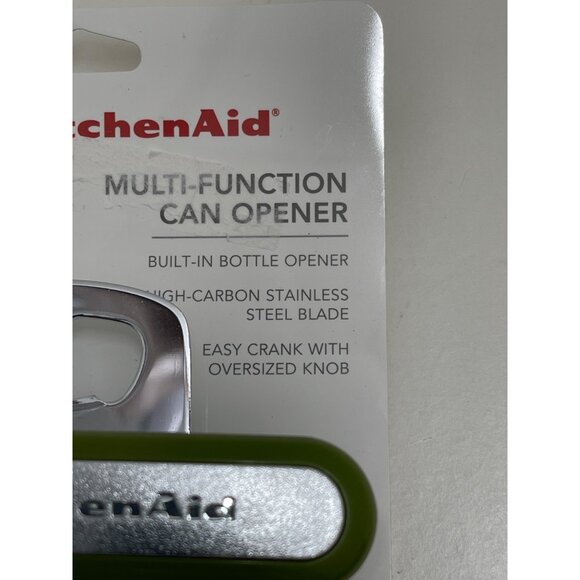 tchenAid®
MULTI-FUNCTION
CAN OPENER
BUILT-IN BOTTLE OPENER
HIGH-CARBON STAINLESS
STEEL BLADE
EASY CRANK WITH
OVERSIZED KNOB
enAid